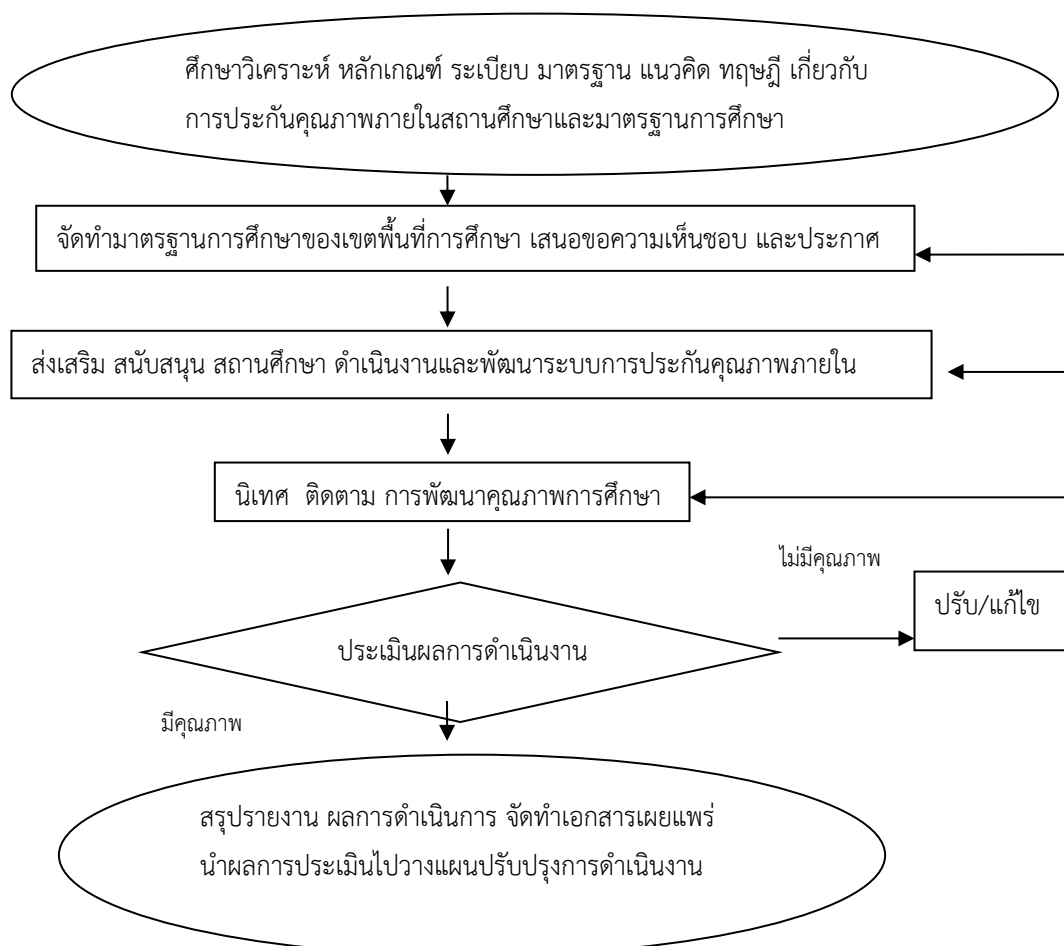 ศึกษาวิเคราะห์ หลักเกณฑ์ ระเบียบ มาตรฐาน แนวคิด ทฤษฎี เกี่ยวกับ
การประกันคุณภาพภายในสถานศึกษาและมาตรฐานการศึกษา
จัดทำมาตรฐานการศึกษาของเขตพื้นที่การศึกษา เสนอขอความเห็นชอบ และประกาศ
ส่งเสริม สนับสนุน สถานศึกษา ดำเนินงานและพัฒนาระบบการประกันคุณภาพภายใน
นิเทศ ติดตาม การพัฒนาคุณภาพการศึกษา
ไม่มีคุณภาพ
ปรับ/แก้ไข
ประเมินผลการดำเนินงาน
มีคุณภาพ
สรุปรายงาน ผลการดำเนินการ จัดทำเอกสารเผยแพร่
นำผลการประเมินไปวางแผนปรับปรุงการดำเนินงาน